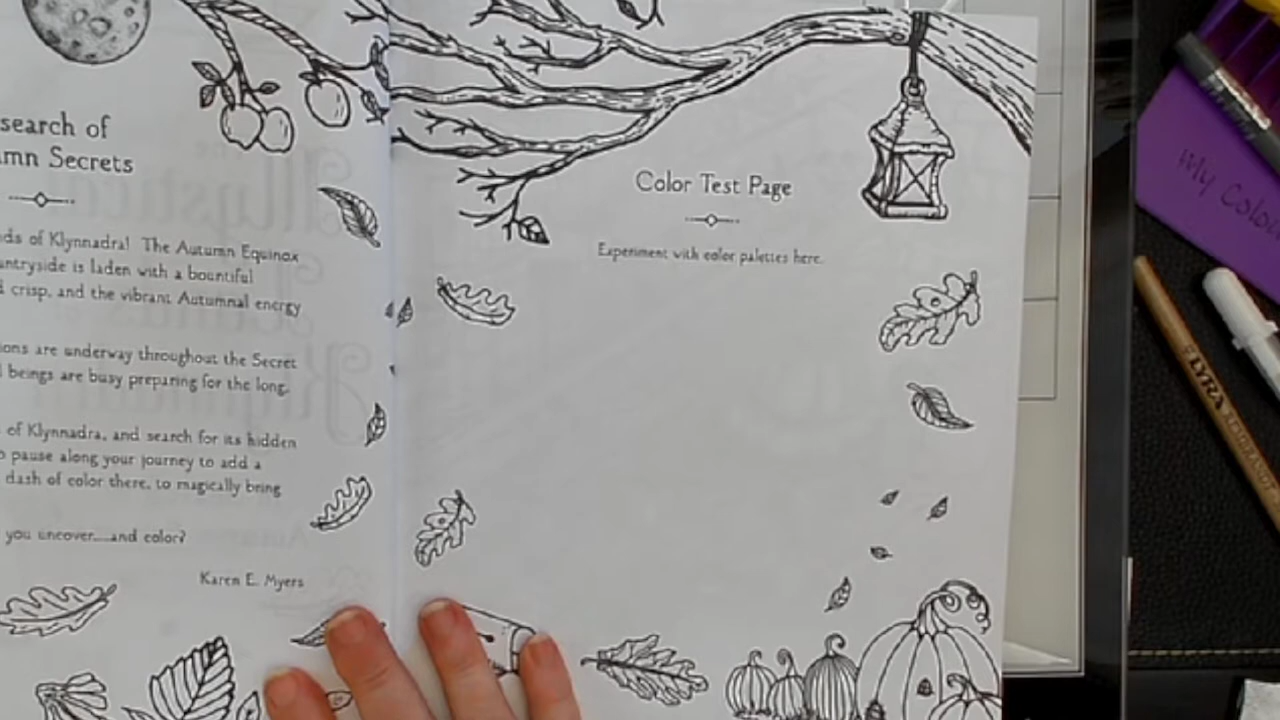 search of
mn Secrets
ds of Klynnadra! The Autumn Equinox
untryside is laden with a bountiful
crisp, and the vibrant Autumnal energy
ions are underway throughout the Secret
beings are busy preparing for the long,
of Klynnadra, and search for its hidden
pause along your journey to add a
dash of color there, to magically bring
you uncover....and color?
Karen E. Myers
Color Test Page
Experiment with color palettes here.
My Colou
LYRA